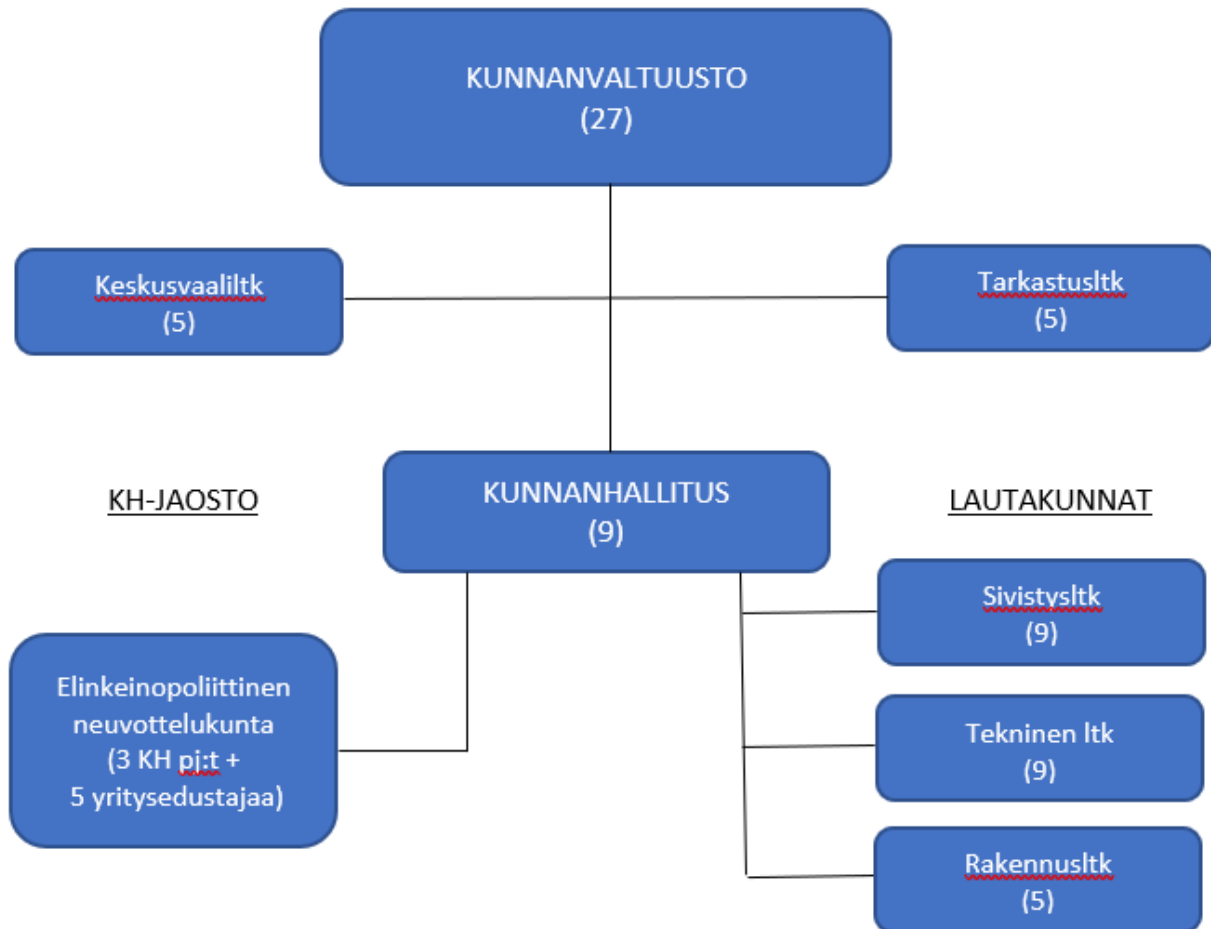 KUNNANVALTUUSTO
(27)
Keskusvaaliltk
(5)
Tarkastusltk
(5)
KH-JAOSTO
KUNNANHALLITUS
(9)
LAUTAKUNNAT
Elinkeinopoliittinen
neuvottelukunta
(3 KH pj:t +
5 yritysedustajaa)
Sivistysltk
(9)
Tekninen ltk
(9)
Rakennusltk
(5)